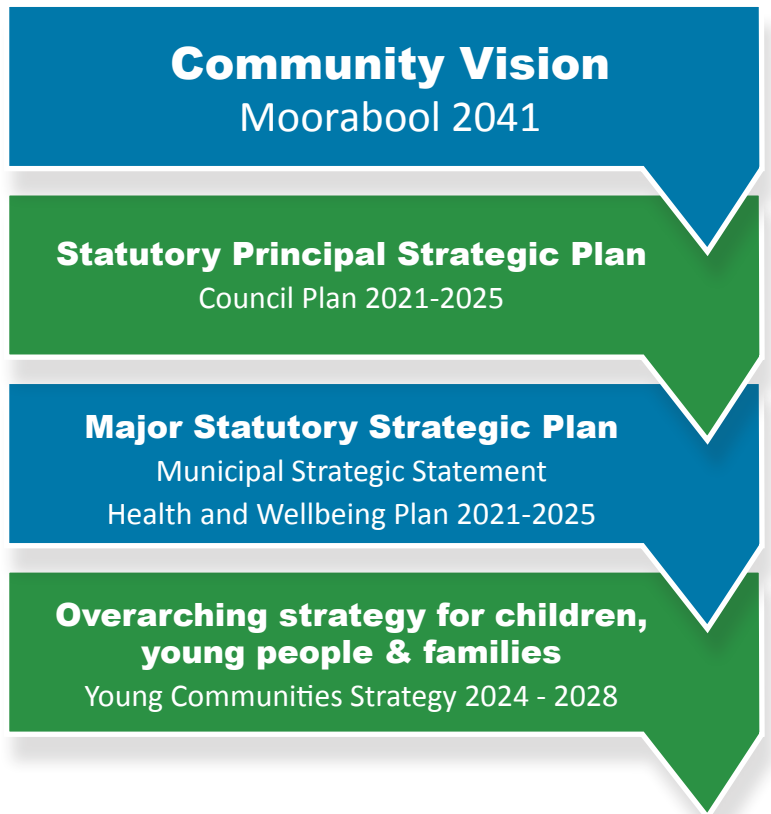 Community Vision
Moorabool 2041
Statutory Principal Strategic Plan
Council Plan 2021-2025
Major Statutory Strategic Plan
Municipal Strategic Statement
Health and Wellbeing Plan 2021-2025
Overarching strategy for children,
young people & families
Young Communities Strategy 2024 - 2028